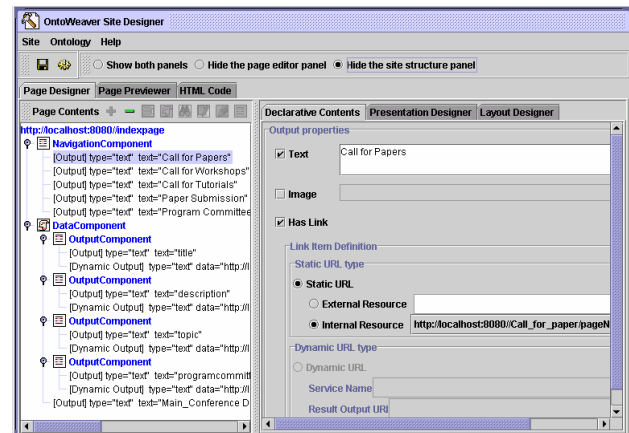 OntoWeaver Site Designer
Site Ontology Help
Show both panels Hide the page editor panel Hide the site structure panel
Page Designer Page Previewer HTML Code
Page Contents
Declarative Contents Presentation Designer Layout Designer
http://localhost:8080//indexpage
NavigationComponent
[Output] type="text" text="Call for Papers"
[Output] type="text" text="Call for Workshops"
[Output] type="text" text="Call for Tutorials"
[Output] type="text" text="Paper Submission"
[Output] type="text" text="Program Committee
DataComponent
OutputComponent
[Output] type="text" text="title"
[Dynamic Output] type="text" data="http://l
OutputComponent
[Output] type="text" text="description"
[Dynamic Output] type="text" data="http://l
OutputComponent
[Output] type="text" text="topic"
[Dynamic Output] type="text" data="http://l
OutputComponent
[Output] type="text" text="programcommitt
[Dynamic Output] type="text" data="http://l
[Output] type="text" text="Main_Conference D
Output properties
Text Call for Papers
Image
Has Link
Link Item Definition
Static URL type
Static URL
External Resource
Internal Resource http://localhost:8080//Call_for_paper/pageN
Dynamic URL type
Dynamic URL
Service Name
Result Output URI